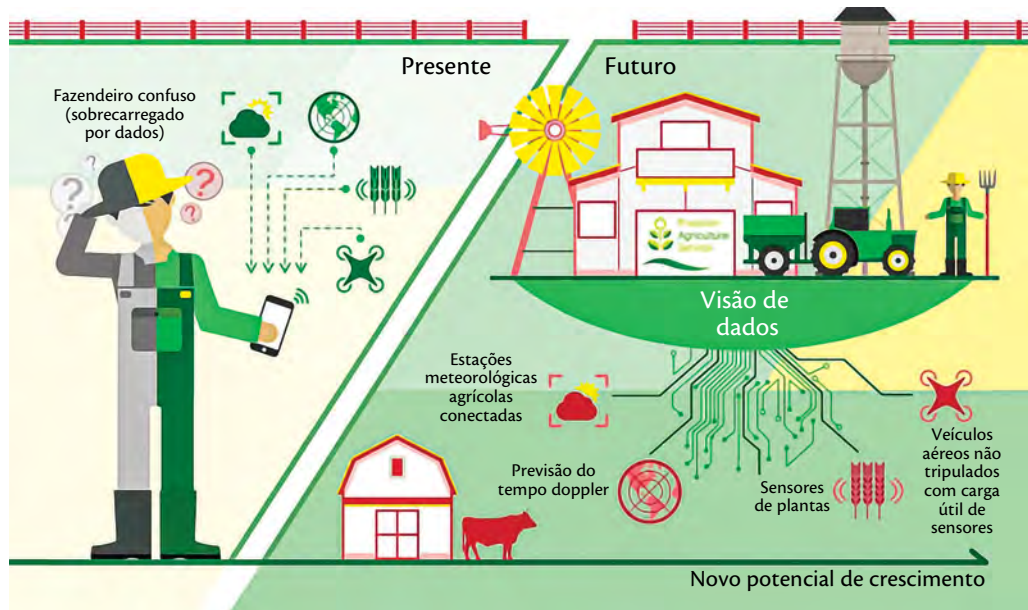 Presente
Futuro
Fazendeiro confuso
(sobrecarregado
por dados)
?
?
?
?
Agriculture
Visão de
dados
Estações
meteorológicas
agrícolas
conectadas
Previsão do
tempo doppler
Sensores
de plantas
Veículos
aéreos não
tripulados
com carga
útil de
sensores
Novo potencial de crescimento